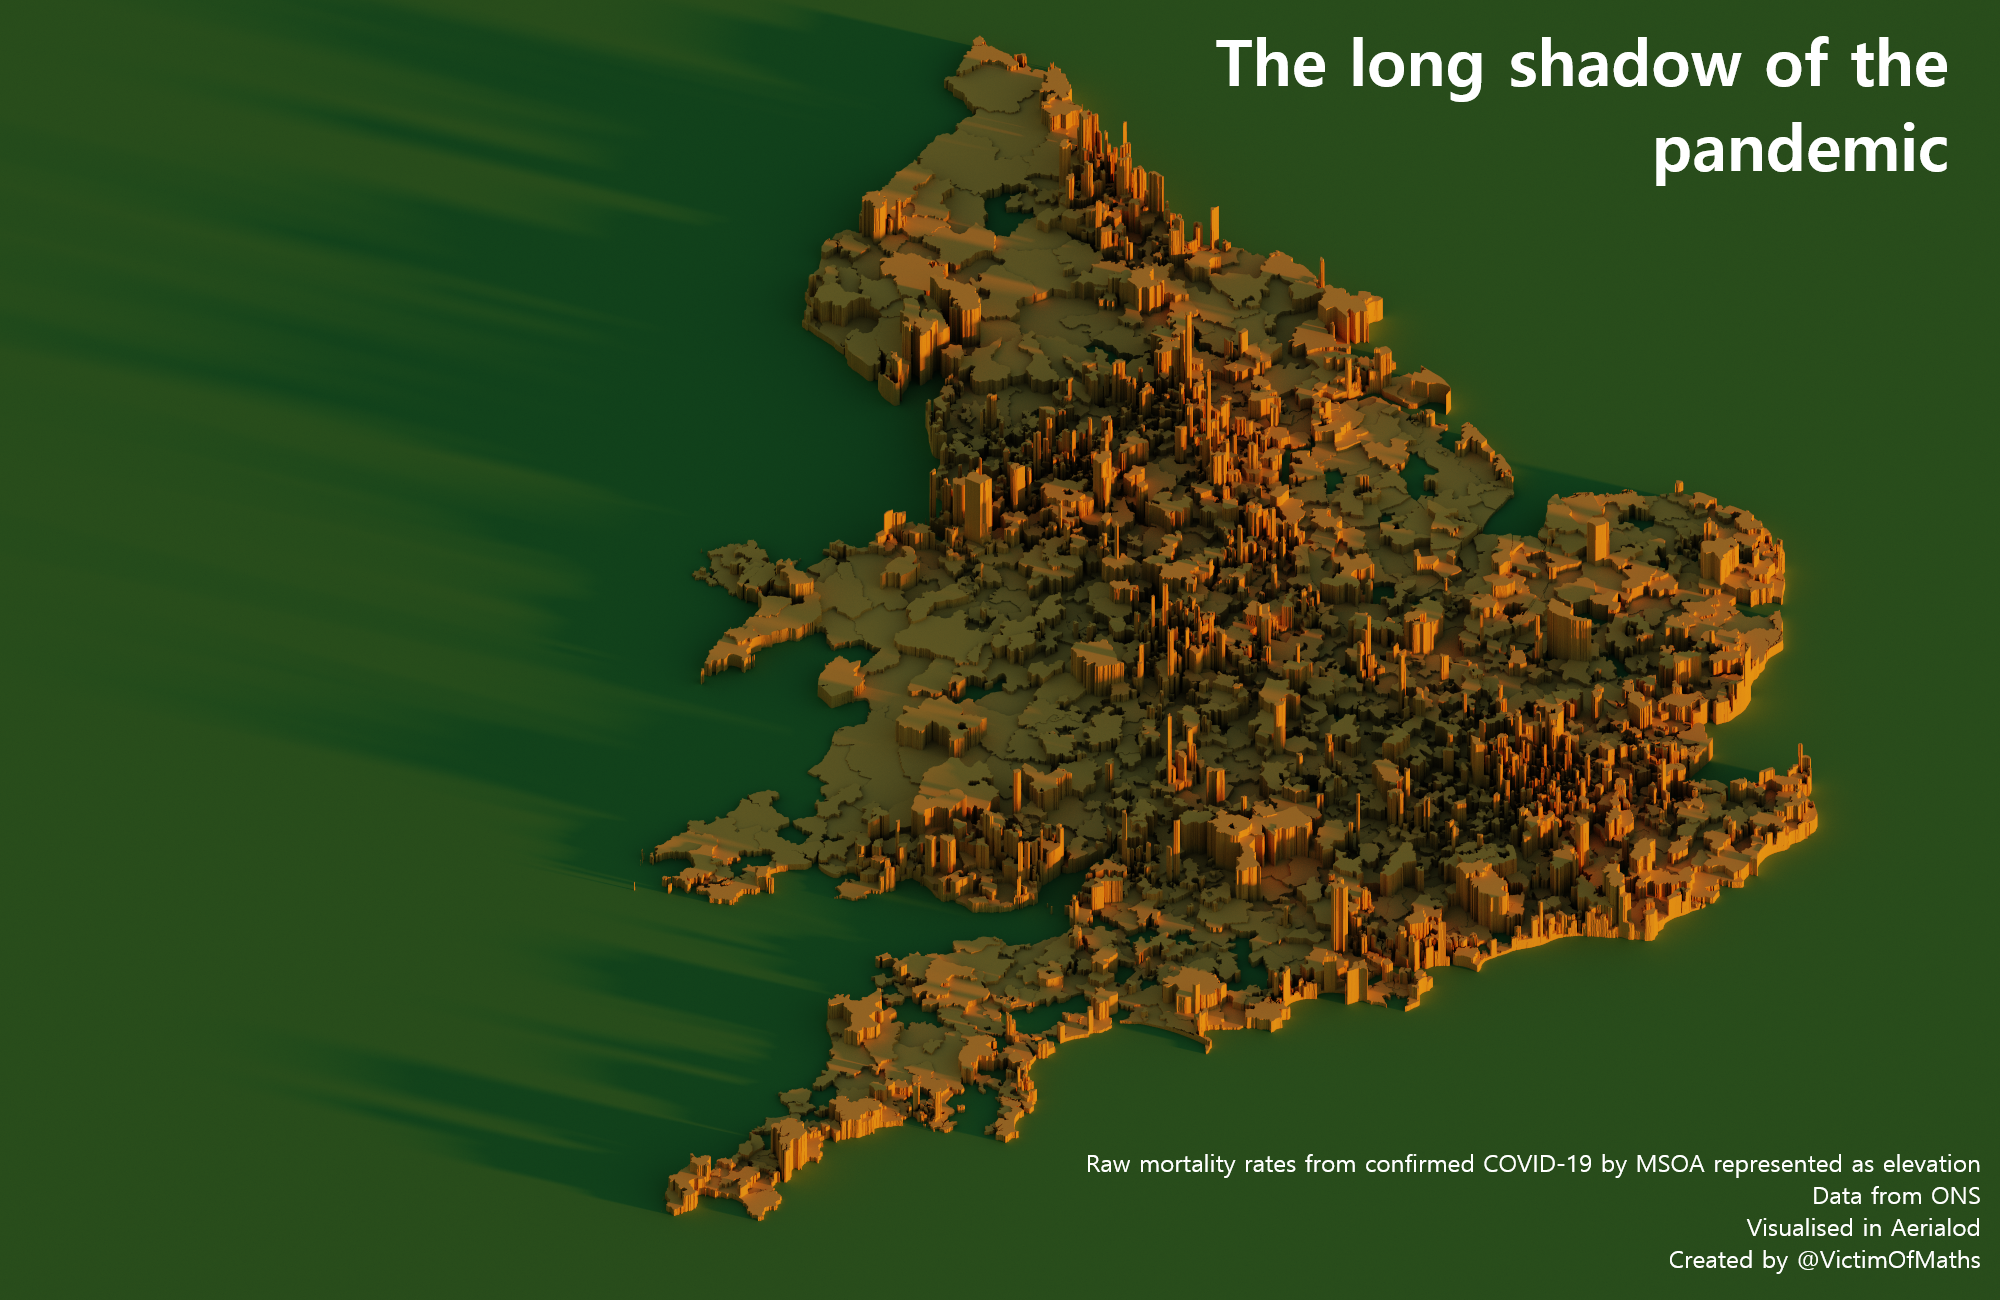 The long shadow of the
pandemic
Raw mortality rates from confirmed COVID-19 by MSOA represented as elevation
Data from ONS
Visualised in Aerialod
Created by @VictimOfMaths